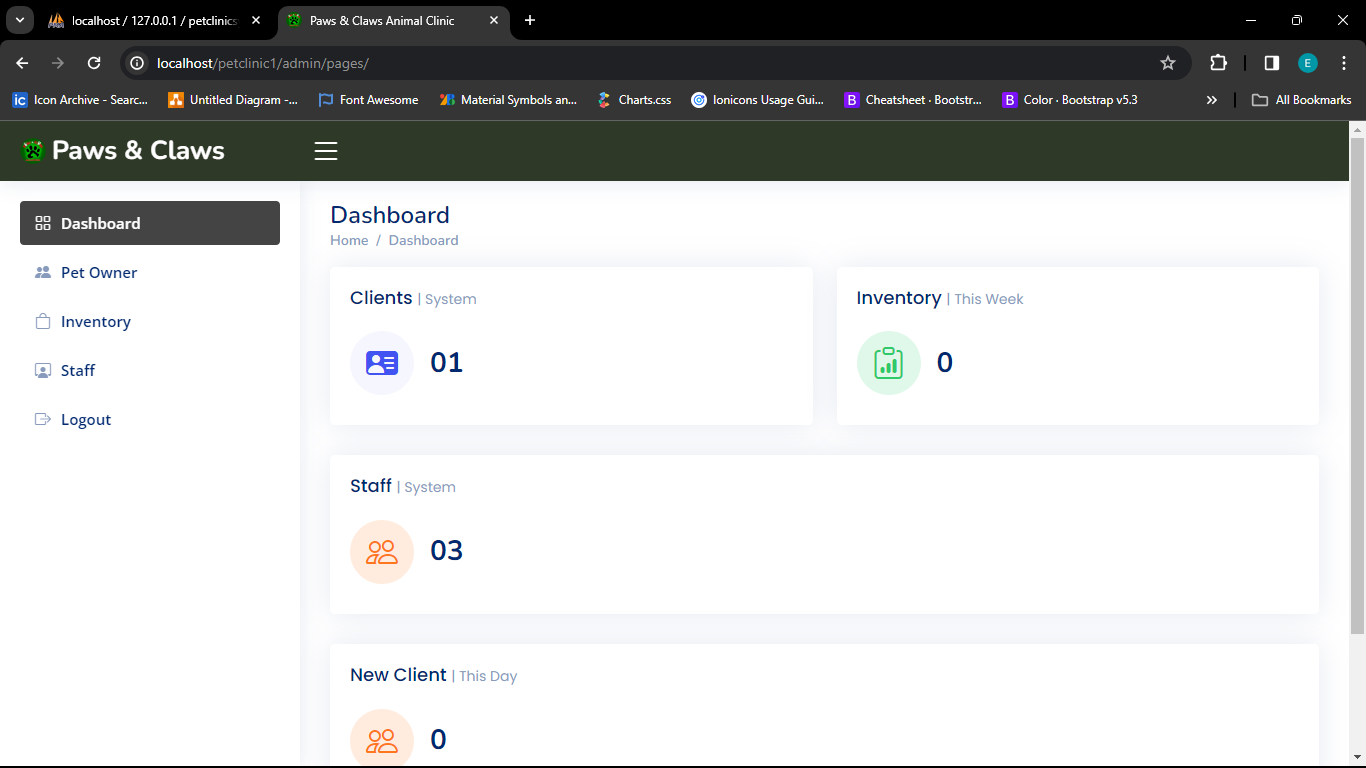 localhost / 127.0.0.1 / petclinics
Paws & Claws Animal Clinic
localhost/petclinic1/admin/pages/
E
ic Icon Archive - Searc...
Untitled Diagram -...
Font Awesome
Material Symbols an...
Charts.css
Ionicons Usage Gui...
B Cheatsheet · Bootstr...
B Color · Bootstrap v5.3
All Bookmarks
Paws & Claws
Dashboard
Pet Owner
Inventory
Staff
Logout
Dashboard
Home / Dashboard
Clients | System
01
Inventory | This Week
0
Staff | System
03
New Client | This Day
0